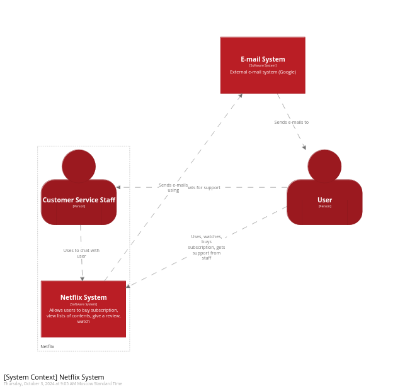 E-mail System
[Software System]
External e-mail system (Google)
Sends e-mails to
Customer Service Staff
[Person]
Sends e-mails
using
asks for support
User
[Person]
Uses to chat with
user
Uses, watches,
buys
subscription, gets
support from
staff
Netflix System
[Software System]
Allows users to buy subscription,
view lists of contents, give a review,
watch.
Netflix
[System Context] Netflix System